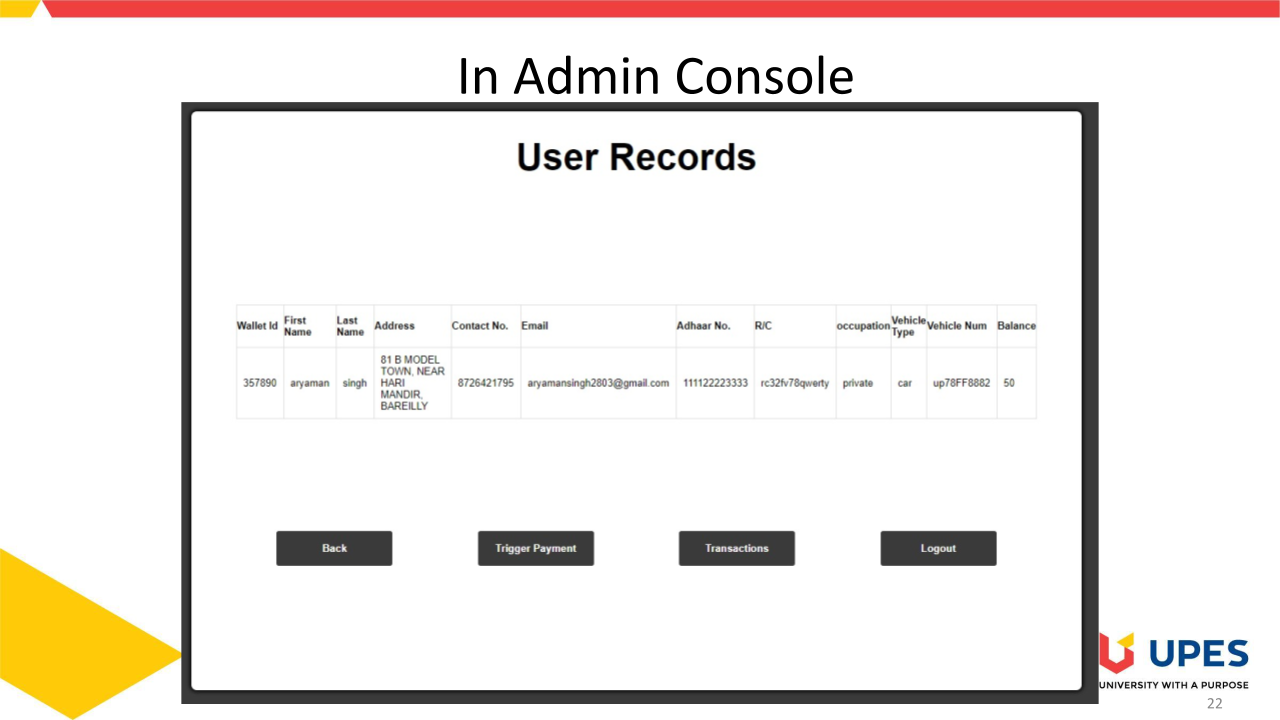 In Admin Console
User Records
Wallet Id First Name Last Name Address Contact No. Email Adhaar No. R/C occupation Vehicle Type Vehicle Num Balance
357890 aryaman singh 81 B MODEL TOWN, NEAR HARI MANDIR, BAREILLY 8726421795 aryamansingh2803@gmail.com 111122223333 rc32fv78qwerty private car up78FF8882 50
Back Trigger Payment Transactions Logout
UPES
UNIVERSITY WITH A PURPOSE
22